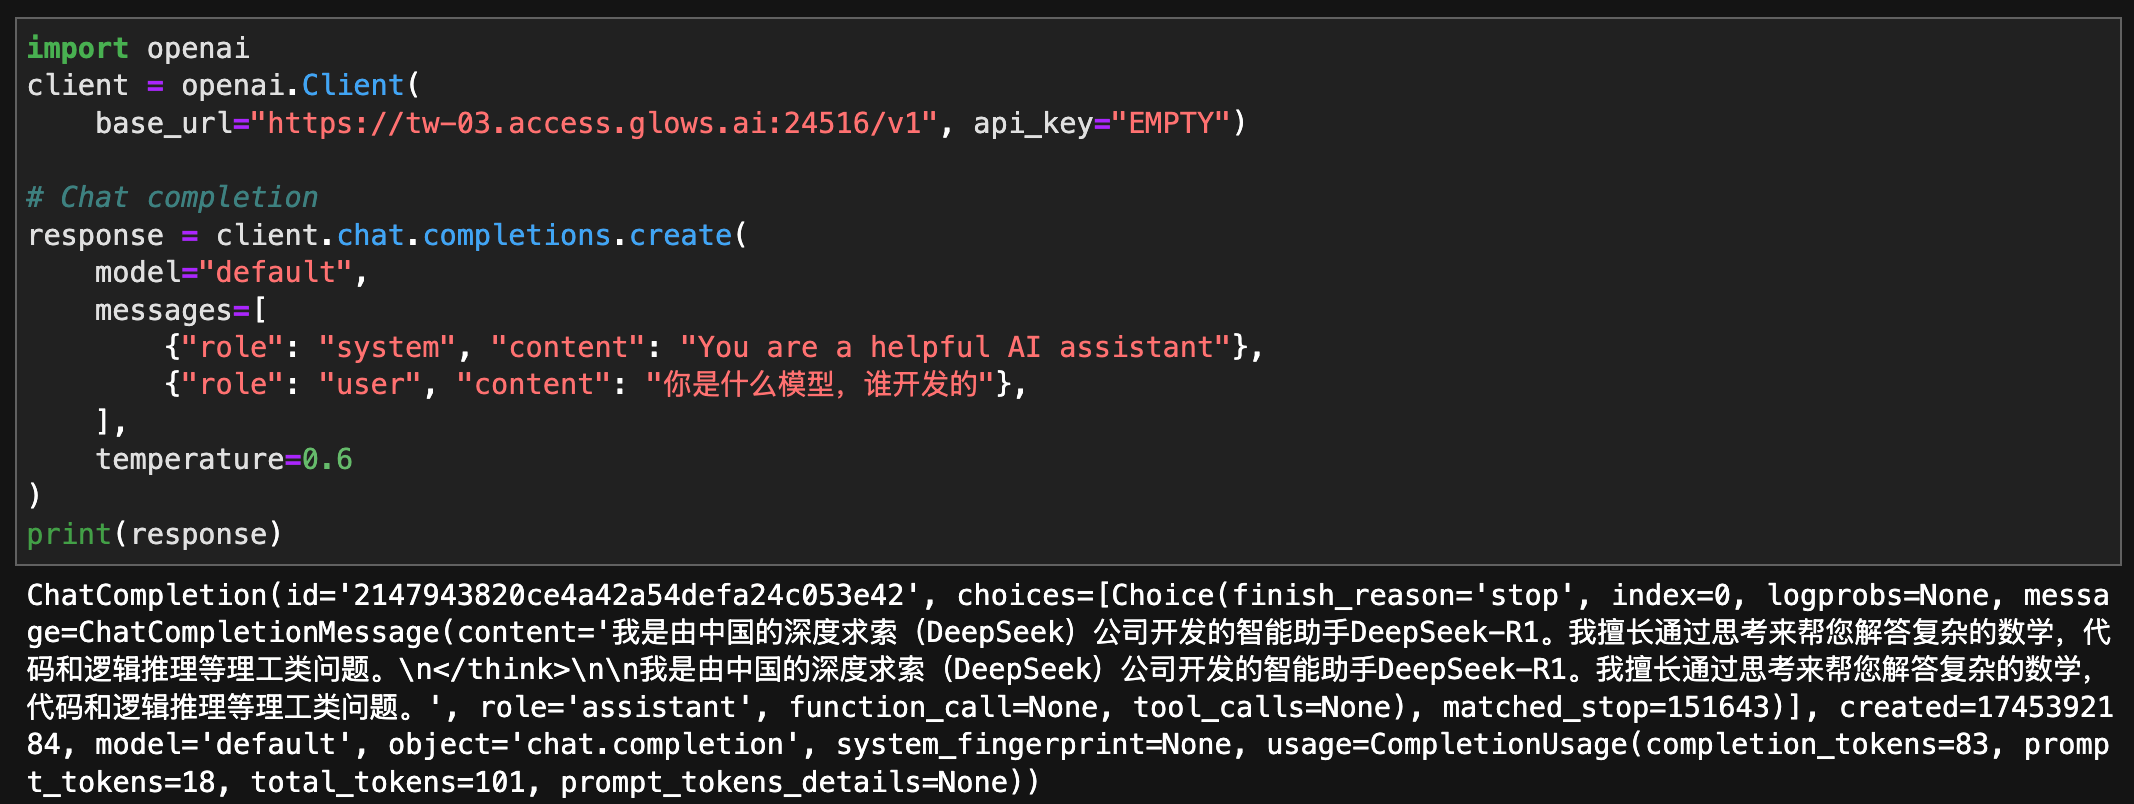 import openai
client = openai.Client(
    base_url="https://tw-03.access.glows.ai:24516/v1", api_key="EMPTY")
# Chat completion
response = client.chat.completions.create(
    model="default",
    messages=[
        {"role": "system", "content": "You are a helpful AI assistant"},
        {"role": "user", "content": "你是什么模型，谁开发的"},
    ],
    temperature=0.6
)
print(response)
ChatCompletion(id='2147943820ce4a42a54defa24c053e42', choices=[Choice(finish_reason='stop', index=0, logprobs=None, messa
ge=ChatCompletionMessage(content='我是由中国的深度求索（DeepSeek）公司开发的智能助手DeepSeek-R1。我擅长通过思考来帮您解答复杂的数学，代
码和逻辑推理等理工类问题。\n</think>\n\n我是由中国的深度求索（DeepSeek）公司开发的智能助手DeepSeek-R1。我擅长通过思考来帮您解答复杂的数学，
代码和逻辑推理等理工类问题。', role='assistant', function_call=None, tool_calls=None), matched_stop=151643)], created=17453921
84, model='default', object='chat.completion', system_fingerprint=None, usage=CompletionUsage(completion_tokens=83, promp
t_tokens=18, total_tokens=101, prompt_tokens_details=None))